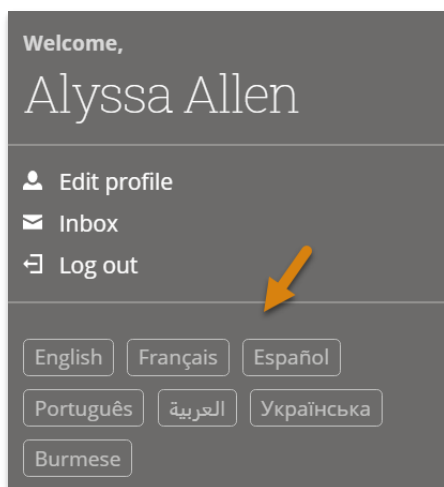 Welcome,
Alyssa Allen
Edit profile
Inbox
Log out
English Français Español
Português العربية Українська
Burmese